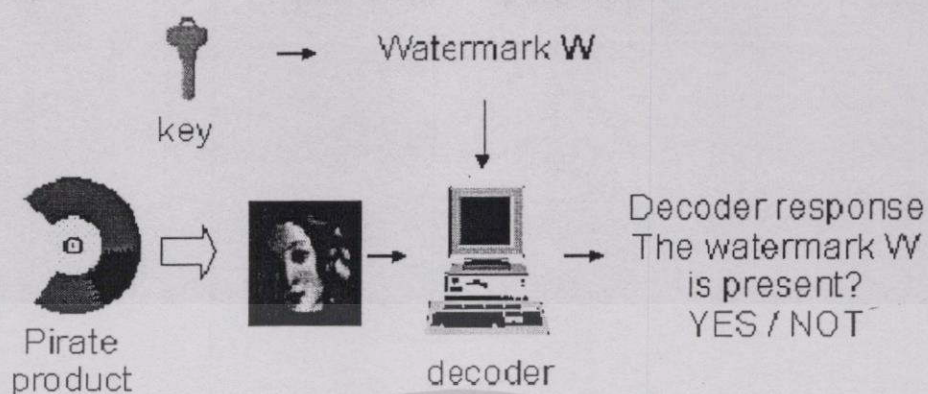 Watermark W
key
Decoder response
The watermark W
is present?
YES / NOT
Pirate
product
decoder